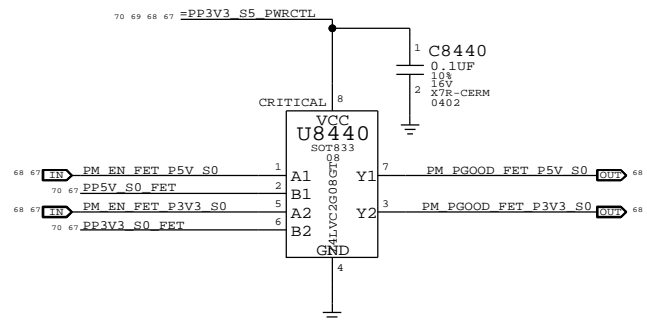 70 69 68 67 =PP3V3_S5_PWRCTL
1 C8440
0.1UF
10%
16V
2 X7R-CERM
0402
CRITICAL 8
VCC
U8440
SOT833
08
74LVC2G08GT
68 67 IN PM_EN_FET_P5V_S0 1 A1
Y1 7 PM_PGOOD_FET_P5V_S0 OUT 68
70 67 PP5V_S0_FET 2 B1
68 67 IN PM_EN_FET_P3V3_S0 5 A2
Y2 3 PM_PGOOD_FET_P3V3_S0 OUT 68
70 67 PP3V3_S0_FET 6 B2
GND
4